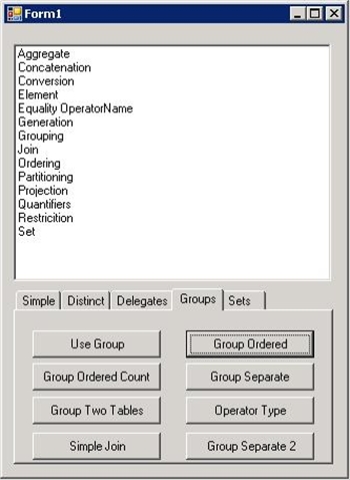 Form1
Aggregate
Concatenation
Conversion
Element
Equality OperatorName
Generation
Grouping
Join
Ordering
Partitioning
Projection
Quantifiers
Restricition
Set
Simple Distinct Delegates Groups Sets
Use Group Group Ordered
Group Ordered Count Group Separate
Group Two Tables Operator Type
Simple Join Group Separate 2